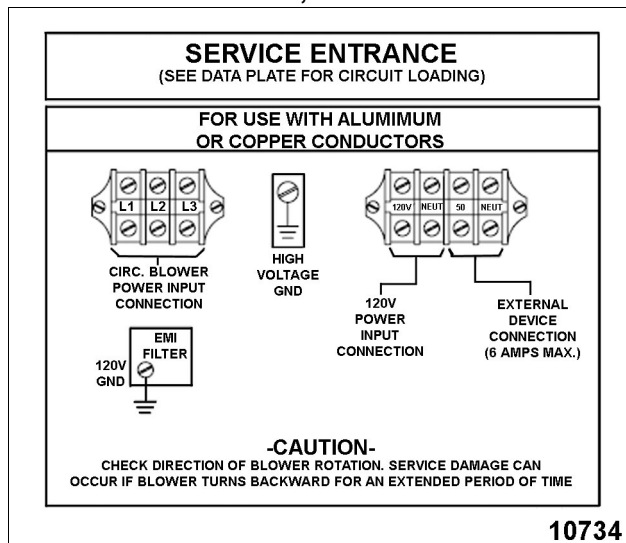 SERVICE ENTRANCE
(SEE DATA PLATE FOR CIRCUIT LOADING)
FOR USE WITH ALUMIMUM
OR COPPER CONDUCTORS
L1 L2 L3
120V NEUT 50 NEUT
CIRC. BLOWER
POWER INPUT
CONNECTION
HIGH
VOLTAGE
GND
120V
POWER
INPUT
CONNECTION
EXTERNAL
DEVICE
CONNECTION
(6 AMPS MAX.)
EMI
FILTER
120V
GND
-CAUTION-
CHECK DIRECTION OF BLOWER ROTATION. SERVICE DAMAGE CAN
OCCUR IF BLOWER TURNS BACKWARD FOR AN EXTENDED PERIOD OF TIME
10734